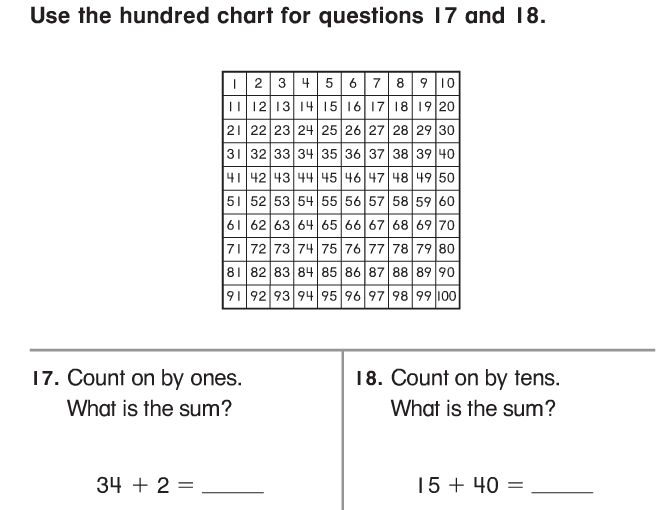 Use the hundred chart for questions 17 and 18.
1 2 3 4 5 6 7 8 9 10
11 12 13 14 15 16 17 18 19 20
21 22 23 24 25 26 27 28 29 30
31 32 33 34 35 36 37 38 39 40
41 42 43 44 45 46 47 48 49 50
51 52 53 54 55 56 57 58 59 60
61 62 63 64 65 66 67 68 69 70
71 72 73 74 75 76 77 78 79 80
81 82 83 84 85 86 87 88 89 90
91 92 93 94 95 96 97 98 99 100
17. Count on by ones.
What is the sum?
34 + 2 = _____
18. Count on by tens.
What is the sum?
15 + 40 = _____